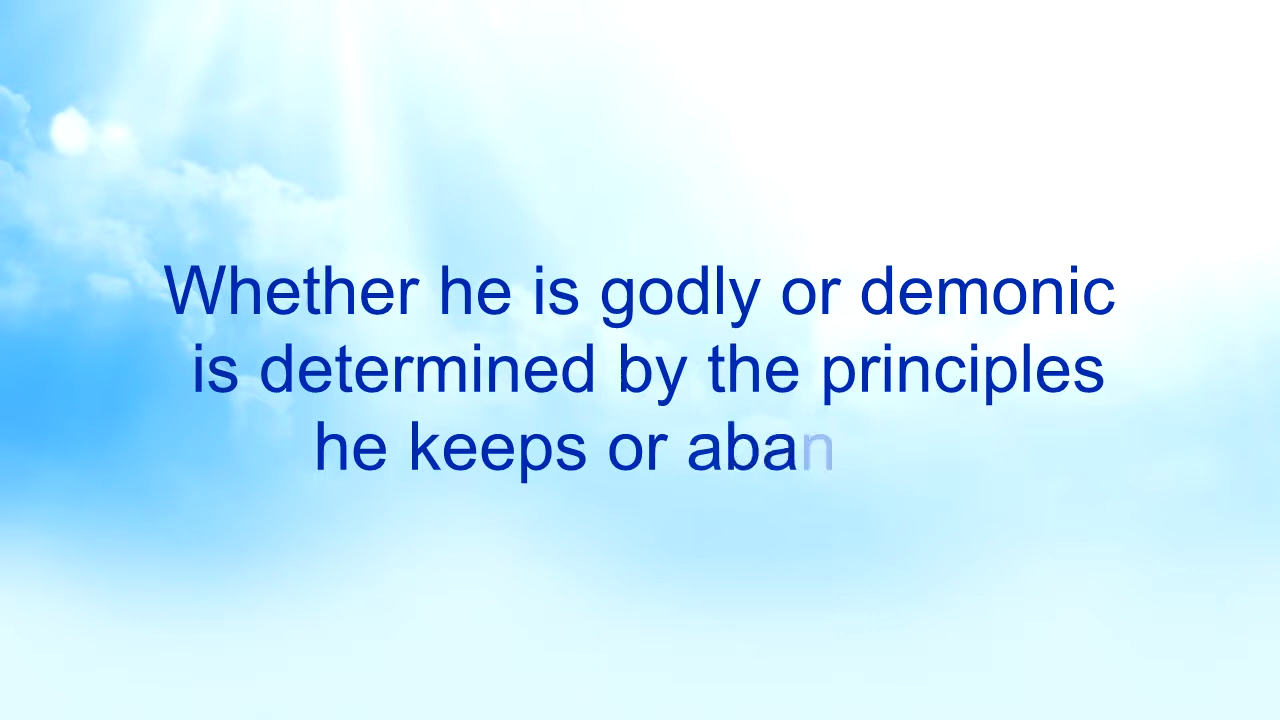 Whether he is godly or demonic
is determined by the principles
he keeps or aban